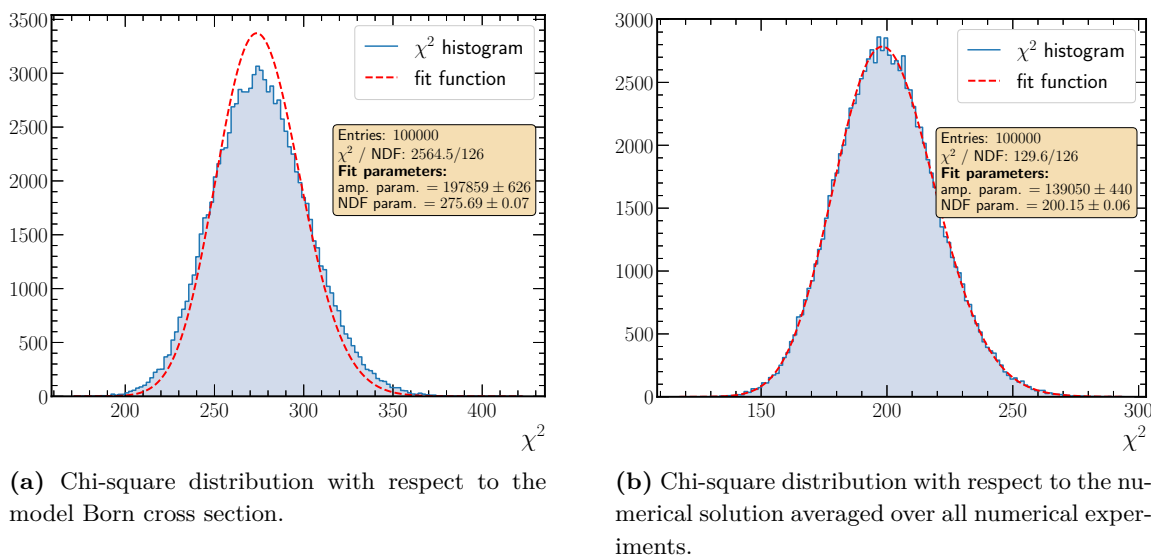 3500
3000
2500
2000
1500
1000
500
0
200
250
300
350
400
χ²
χ² histogram
fit function
Entries: 100000
χ² / NDF: 2564.5/126
Fit parameters:
amp. param. = 197859 ± 626
NDF param. = 275.69 ± 0.07
(a) Chi-square distribution with respect to the
model Born cross section.
3000
2500
2000
1500
1000
500
0
150
200
250
300
χ²
χ² histogram
fit function
Entries: 100000
χ² / NDF: 129.6/126
Fit parameters:
amp. param. = 139050 ± 440
NDF param. = 200.15 ± 0.06
(b) Chi-square distribution with respect to the nu-
merical solution averaged over all numerical exper-
iments.